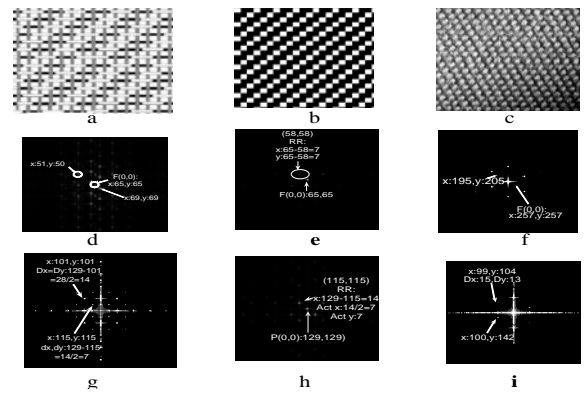 a
b
c
x:51,y:50
F(0,0):
x:65,y:65
x:69,y:69
d
(58,58)
RR:
x:65-58=7
y:65-58=7
F(0,0):65,65
e
x:195,y:205
F(0,0):
x:257,y:257
f
x:101,y:101
Dx=Dy:129-101
=28/2=14
x:115,y:115
dx,dy:129-115
=14/2=7
g
(115,115)
RR:
x:129-115=14
Act x:14/2=7
Act y:7
P(0,0):129,129)
h
x:99,y:104
Dx:15,Dy:13
x:100,y:142
i